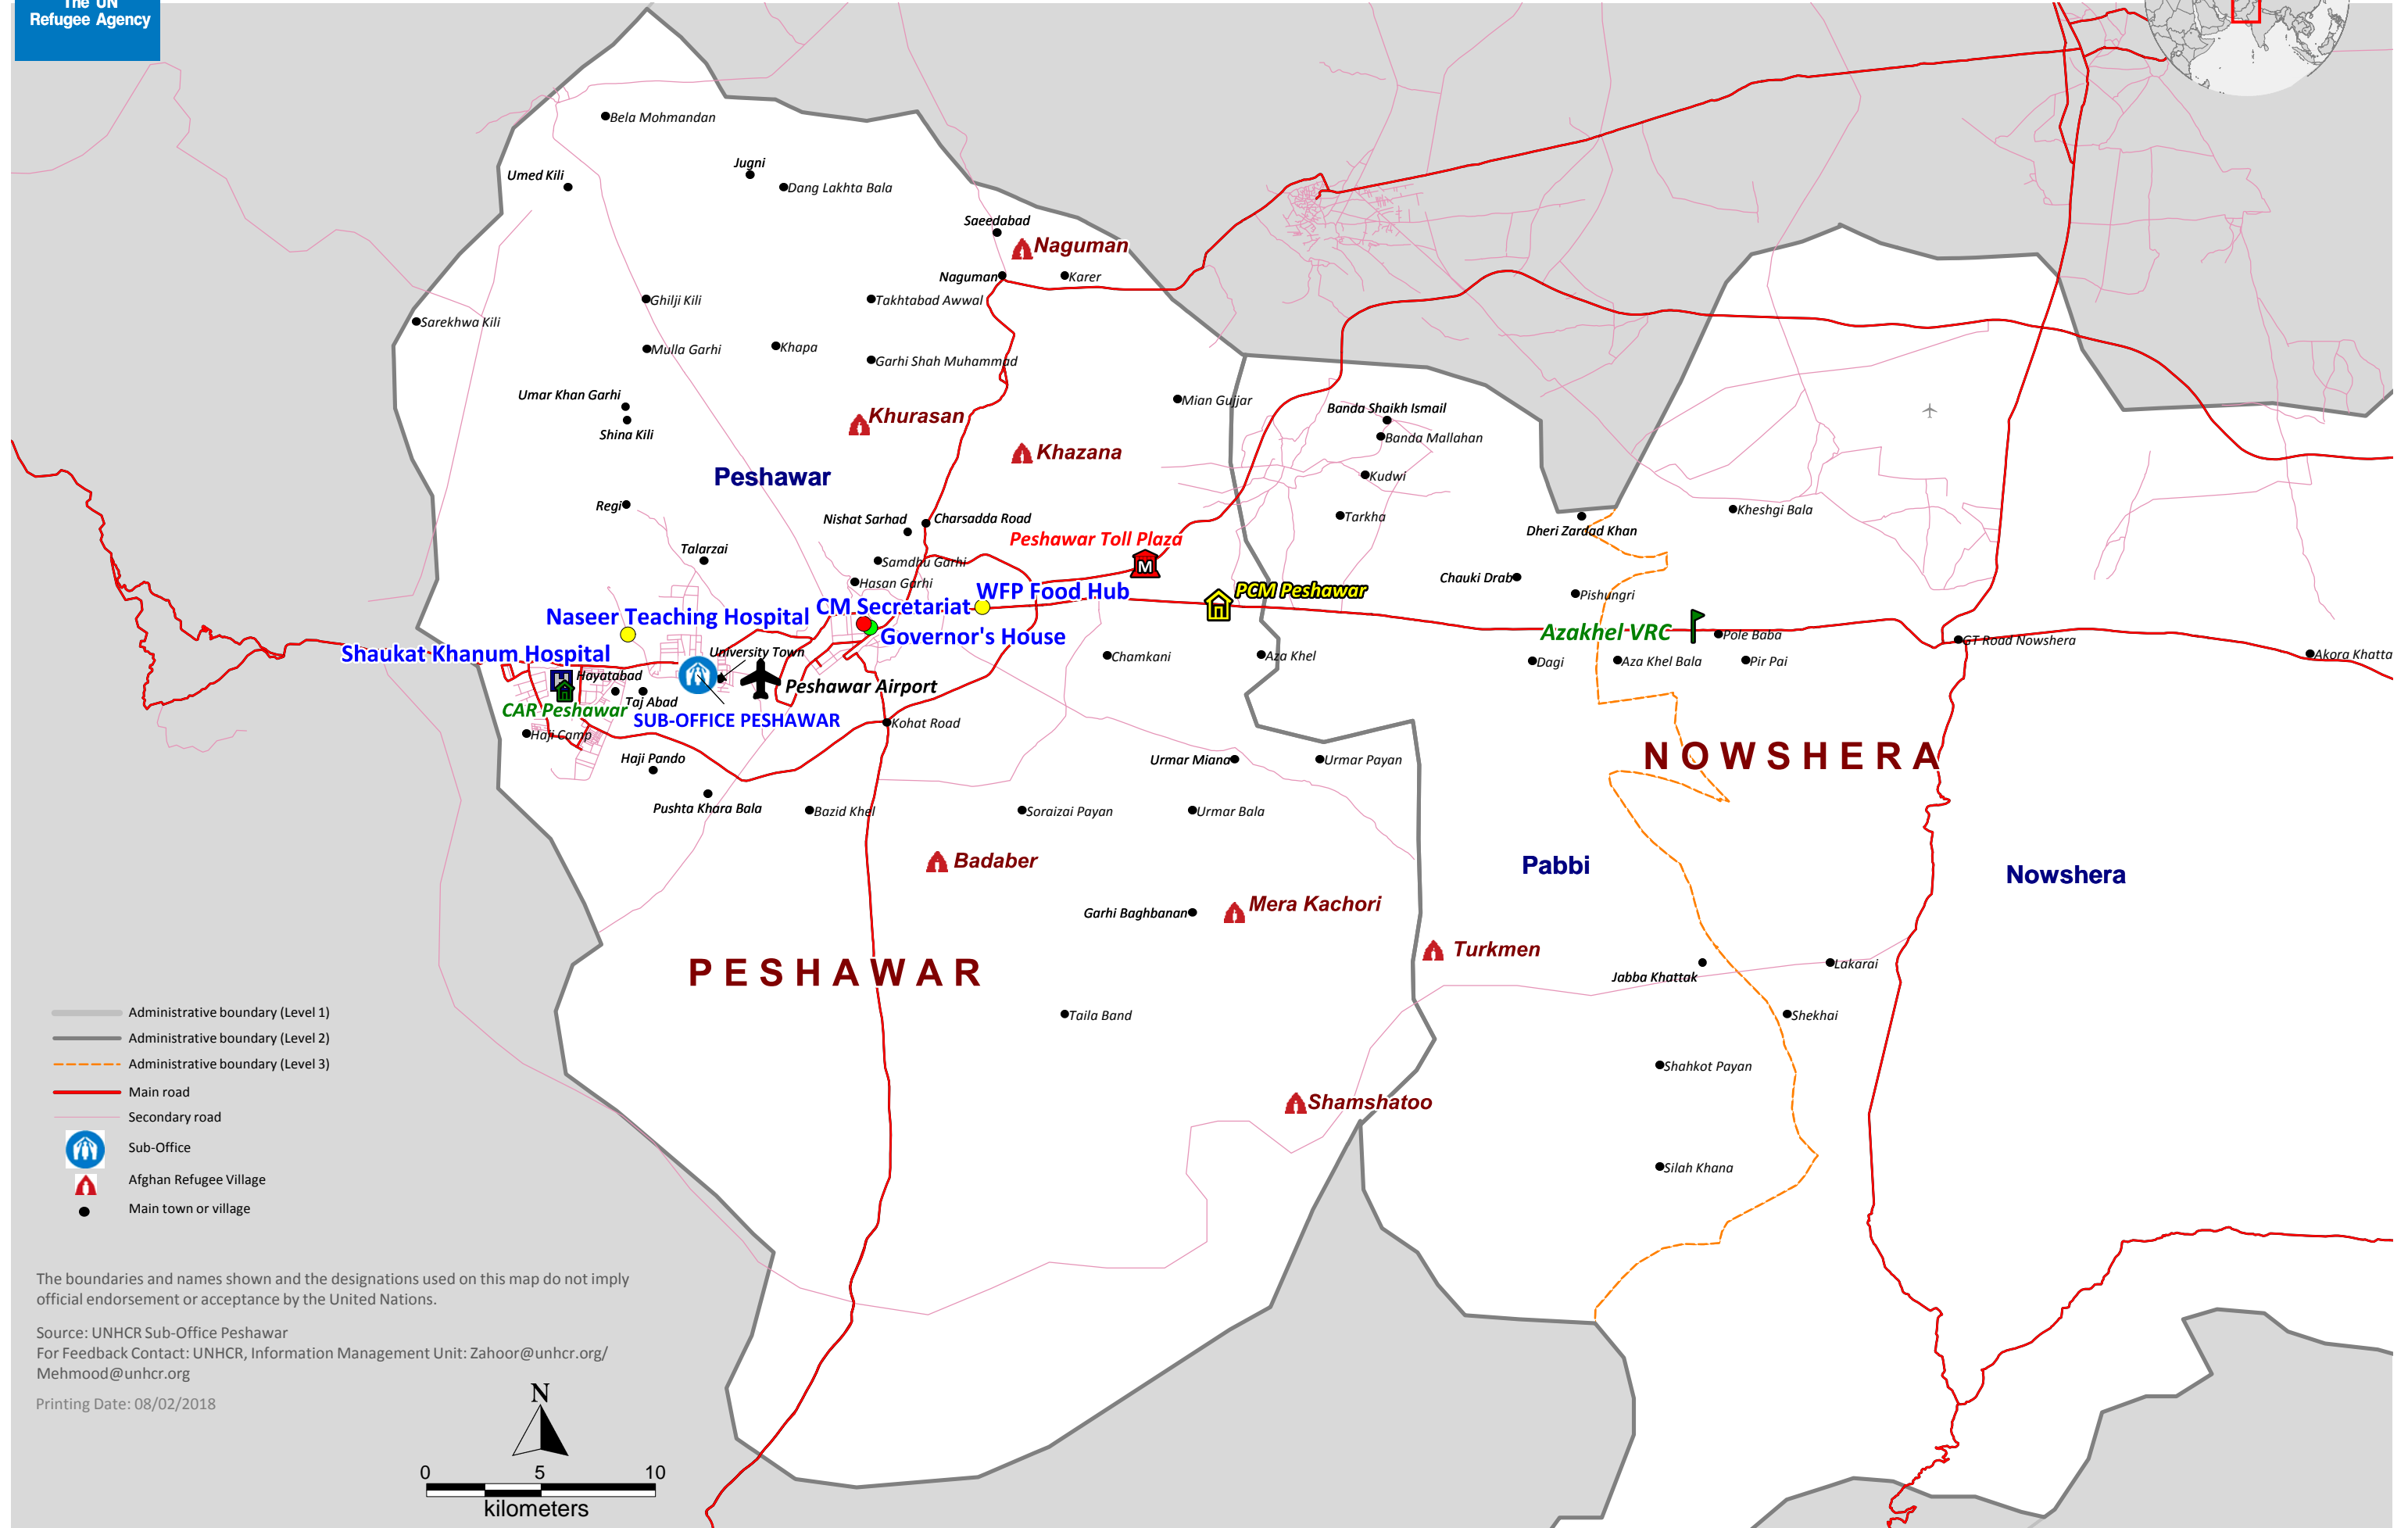 The UN
Refugee Agency
Bela Mohmandan
Jugni
Umed Kili
Dang Lakhta Bala
Saeedabad
Naguman
Naguman
Karer
Ghilji Kili
Takhtabad Awwal
Sarekhwa Kili
Mulla Garhi
Khapa
Garhi Shah Muhammad
Umar Khan Garhi
Mian Gujjar
Shina Kili
Khurasan
Khazana
Banda Shaikh Ismail
Banda Mallahan
Peshawar
Kudwi
Regi
Nishat Sarhad
Charsadda Road
Tarkha
Kheshgi Bala
Dheri Zardad Khan
Peshawar Toll Plaza
M
Talarzai
Samdhu Garhi
Hasan Garhi
Chauki Drab
Pishungri
WFP Food Hub
PCM Peshawar
Naseer Teaching Hospital
CM Secretariat
Governor's House
Azakhel VRC
Pole Baba
GT Road Nowshera
Akora Khatta
Shaukat Khanum Hospital
University Town
Chamkani
Aza Khel
Dagi
Aza Khel Bala
Pir Pai
Hayatabad
Taj Abad
Peshawar Airport
CAR Peshawar
SUB-OFFICE PESHAWAR
Kohat Road
Haji Camp
Haji Pando
Urmar Miana
Urmar Payan
NOWSHERA
Pushta Khara Bala
Bazid Khel
Soraizai Payan
Urmar Bala
Badaber
Pabbi
Nowshera
Mera Kachori
Garhi Baghbanan
Turkmen
PESHAWAR
Jabba Khattak
Lakarai
Taila Band
Shekhai
Shahkot Payan
Shamshatoo
Silah Khana
Administrative boundary (Level 1)
Administrative boundary (Level 2)
Administrative boundary (Level 3)
Main road
Secondary road
Sub-Office
Afghan Refugee Village
Main town or village
The boundaries and names shown and the designations used on this map do not imply
official endorsement or acceptance by the United Nations.
Source: UNHCR Sub-Office Peshawar
For Feedback Contact: UNHCR, Information Management Unit: Zahoor@unhcr.org/
Mehmood@unhcr.org
Printing Date: 08/02/2018
N
0 5 10
kilometers